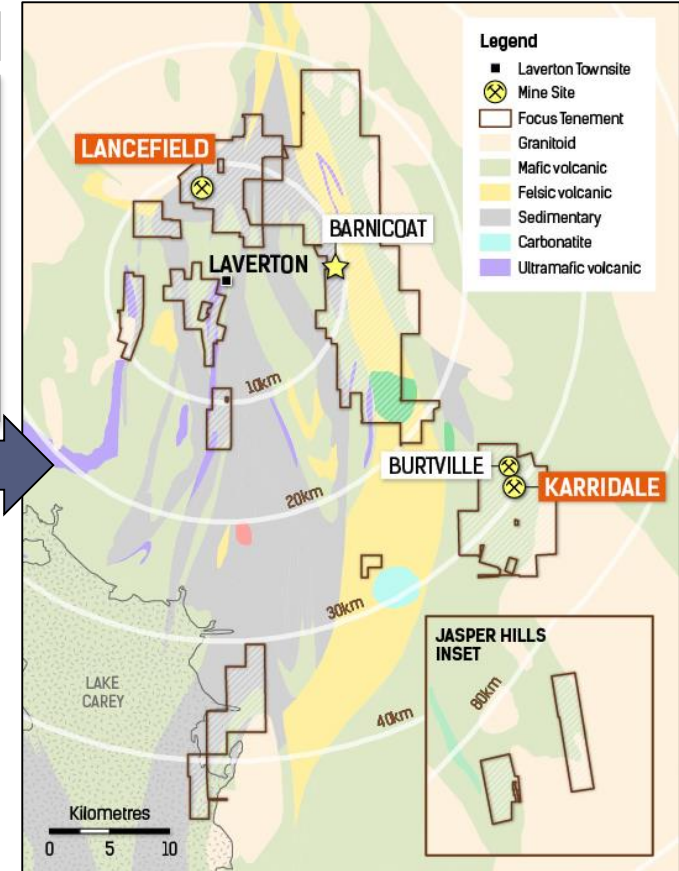 Legend
Laverton Townsite
Mine Site
Focus Tenement
Granitoid
Mafic volcanic
Felsic volcanic
Sedimentary
Carbonatite
Ultramafic volcanic
LANCEFIELD
BARNICOAT
LAVERTON
10km
BURTVILLE
KARRIDALE
20km
30km
JASPER HILLS
INSET
80km
LAKE
CAREY
40km
Kilometres
0 5 10